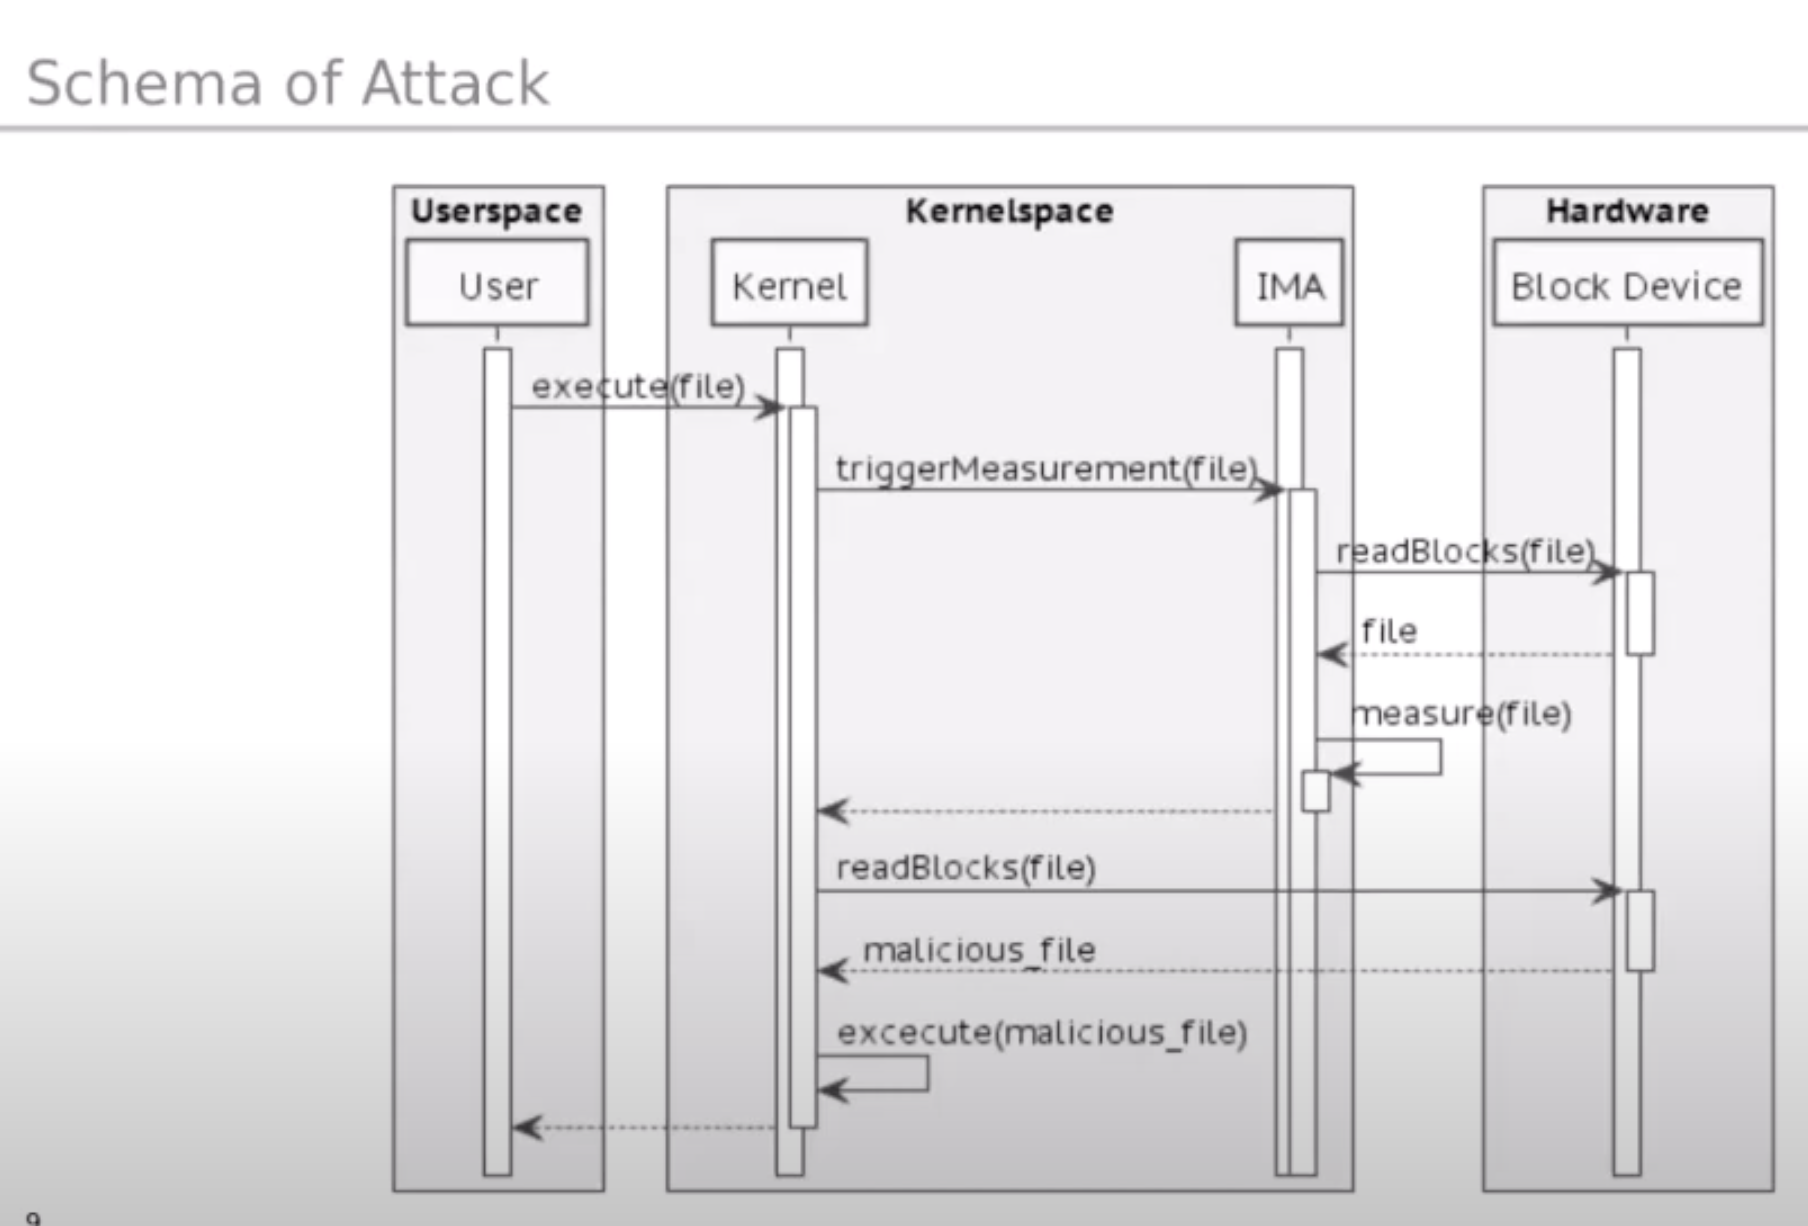 Schema of Attack
Userspace
Kernelspace
Hardware
User
Kernel
IMA
Block Device
execute(file)
triggerMeasurement(file)
readBlocks(file)
file
measure(file)
readBlocks(file)
malicious_file
excecute(malicious_file)
9